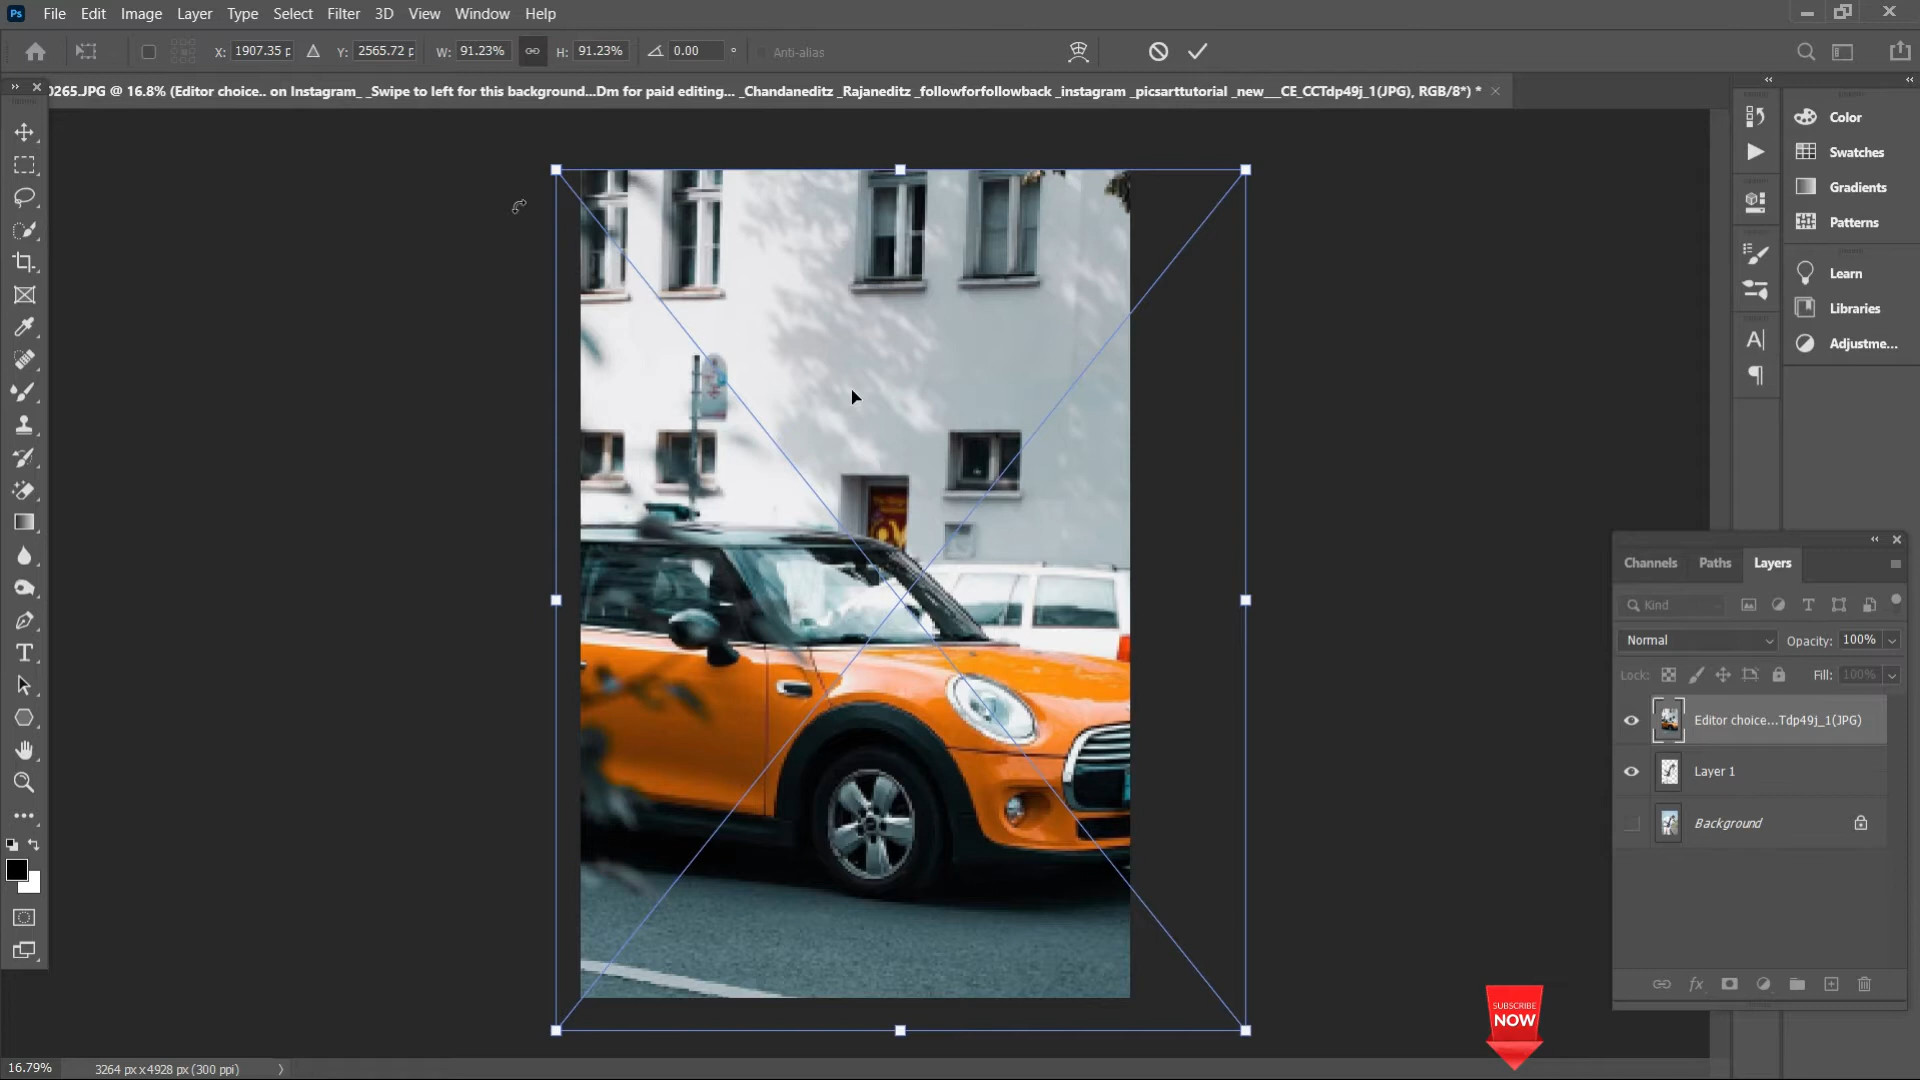 Ps File Edit Image Layer Type Select Filter 3D View Window Help
X: 1907.35 p Y: 2565.72 p W: 91.23% H: 91.23% 0.00 ° Anti-alias
0265.JPG @ 16.8% (Editor choice.. on Instagram_ _Swipe to left for this background...Dm for paid editing... _Chandaneditz _Rajaneditz _followforfollowback _instagram _picsarttutorial _new___CE_CCTdp49j_1(JPG), RGB/8*) *
Color
Swatches
Gradients
Patterns
Learn
Libraries
Adjustme...
Channels Paths Layers
Kind
Normal Opacity: 100%
Lock: Fill: 100%
Editor choice...Tdp49j_1(JPG)
Layer 1
Background
SUBSCRIBE
NOW
16.79% 3264 px x 4928 px (300 ppi)